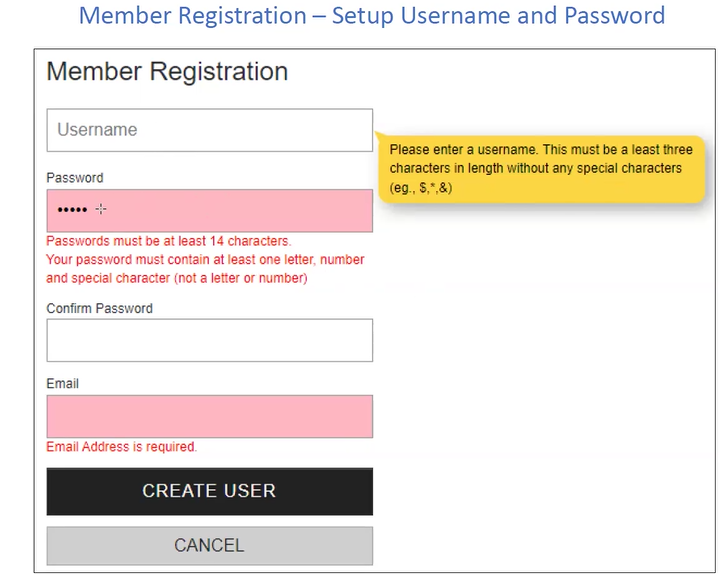 Member Registration – Setup Username and Password
Member Registration
Username
Please enter a username. This must be a least three
characters in length without any special characters
(eg., $,*,&)
Password
•••••
Passwords must be at least 14 characters.
Your password must contain at least one letter, number
and special character (not a letter or number)
Confirm Password
Email
Email Address is required.
CREATE USER
CANCEL